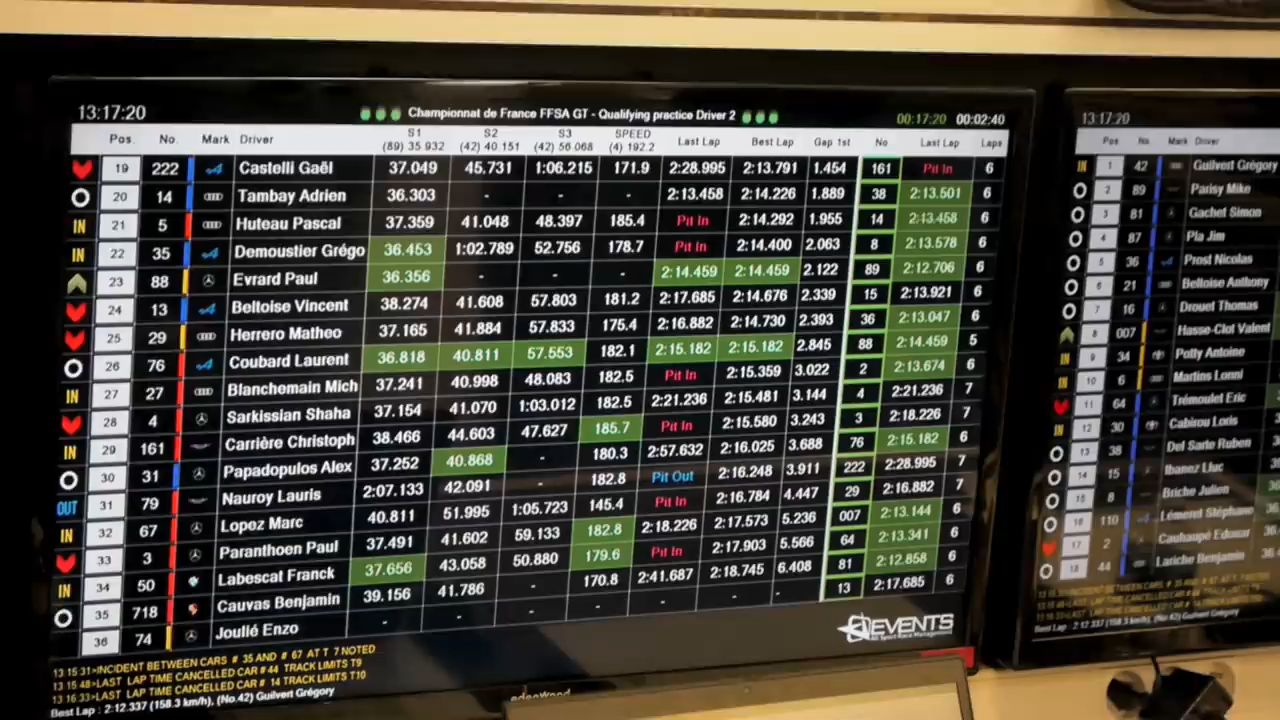 13:17:20 Championnat de France FFSA GT - Qualifying practice Driver 2 00:17:20 00:02:40
Pos. No. Mark Driver S1 (89) 35 932 S2 (42) 40.151 S3 (42) 56 068 SPEED (4) 192.2 Last Lap Best Lap Gap 1st No Last Lap Laps
19 222 Castelli Gaël 37.049 45.731 1:06.215 171.9 2:28.995 2:13.791 1.454 161 Pit In 6
20 14 Tambay Adrien 36.303 - - - 2:13.458 2:14.226 1.889 38 2:13.501 6
IN 21 5 Huteau Pascal 37.359 41.048 48.397 185.4 Pit In 2:14.292 1.955 14 2:13.458 6
IN 22 35 Demoustier Grégo 36.453 1:02.789 52.756 178.7 Pit In 2:14.400 2.063 8 2:13.578 6
23 88 Evrard Paul 36.356 - - - 2:14.459 2:14.459 2.122 89 2:12.706 6
24 13 Beltoise Vincent 38.274 41.608 57.803 181.2 2:17.685 2:14.676 2.339 15 2:13.921 6
25 29 Herrero Matheo 37.165 41.884 57.833 175.4 2:16.882 2:14.730 2.393 36 2:13.047 6
26 76 Coubard Laurent 36.818 40.811 57.553 182.1 2:15.182 2:15.182 2.845 88 2:14.459 5
IN 27 27 Blanchemain Mich 37.241 40.998 48.083 182.5 Pit In 2:15.359 3.022 2 2:13.674 6
28 4 Sarkissian Shaha 37.154 41.070 1:03.012 182.5 2:21.236 2:15.481 3.144 4 2:21.236 7
IN 29 161 Carrière Christoph 38.466 44.603 47.627 185.7 Pit In 2:15.580 3.243 3 2:18.226 7
30 31 Papadopulos Alex 37.252 40.868 - 180.3 2:57.632 2:16.025 3.688 76 2:15.182 6
OUT 31 79 Nauroy Lauris 2:07.133 42.091 - 182.8 Pit Out 2:16.248 3.911 222 2:28.995 7
IN 32 67 Lopez Marc 40.811 51.995 1:05.723 145.4 Pit In 2:16.784 4.447 29 2:16.882 7
33 3 Paranthoen Paul 37.491 41.602 59.133 182.8 2:18.226 2:17.573 5.236 007 2:13.144 6
IN 34 50 Labescat Franck 37.656 43.058 50.880 179.6 Pit In 2:17.903 5.566 64 2:13.341 6
35 718 Cauvas Benjamin 39.156 41.786 - 170.8 2:41.687 2:18.745 6.408 81 2:12.858 6
36 74 Joulié Enzo - - - - - - - 13 2:17.685 6
EVENTS
13 15 31>INCIDENT BETWEEN CARS # 35 AND # 67 AT T 7 NOTED
13 15 48>LAST LAP TIME CANCELLED CAR # 44 TRACK LIMITS T9
13 16 33>LAST LAP TIME CANCELLED CAR # 14 TRACK LIMITS T10
Best Lap : 2:12.337 (158.3 km/h), (No.42) Guilvert Grégory
13:17:20
Pos No. Mark Driver
IN 1 42 Guilvert Grégory
2 89 Parisy Mike
3 81 Gachet Simon
4 87 Pla Jim
5 36 Prost Nicolas
6 21 Beltoise Anthony
7 16 Drouet Thomas
8 007 Hasse-Clot Valent
IN 9 34 Potty Antoine
IN 10 6 Martins Lonni
11 64 Trémoulet Eric
IN 12 30 Cabirou Loris
13 38 Del Sarte Ruben
14 15 Ibanez Lluc
15 8 Briche Julien
16 110 Lémeret Stéphane
17 2 Cauhaupé Edouar
18 44 Lariche Benjamin
Best Lap : 2:12.337 (158.3 km/h), (No.42) Guilvert Grégory